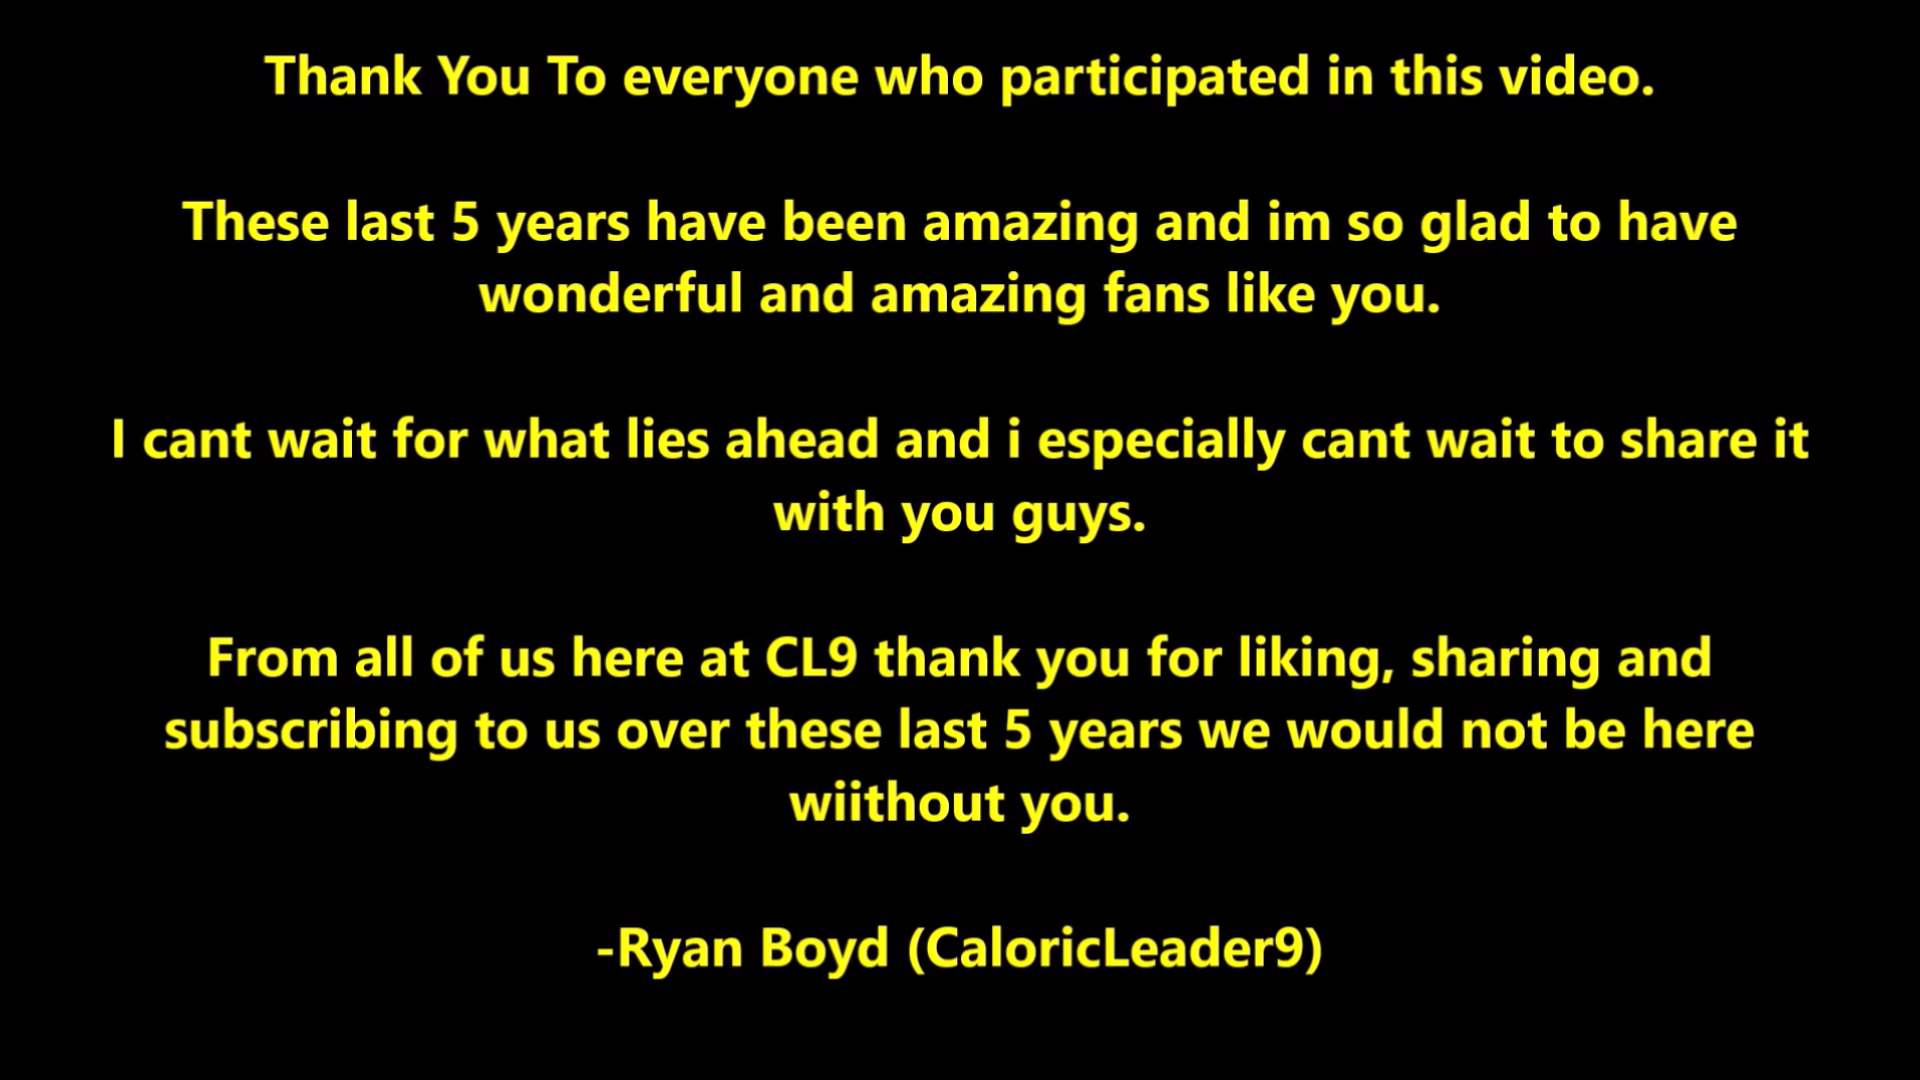 Thank You To everyone who participated in this video.
These last 5 years have been amazing and im so glad to have
wonderful and amazing fans like you.
I cant wait for what lies ahead and i especially cant wait to share it
with you guys.
From all of us here at CL9 thank you for liking, sharing and
subscribing to us over these last 5 years we would not be here
wiithout you.
-Ryan Boyd (CaloricLeader9)